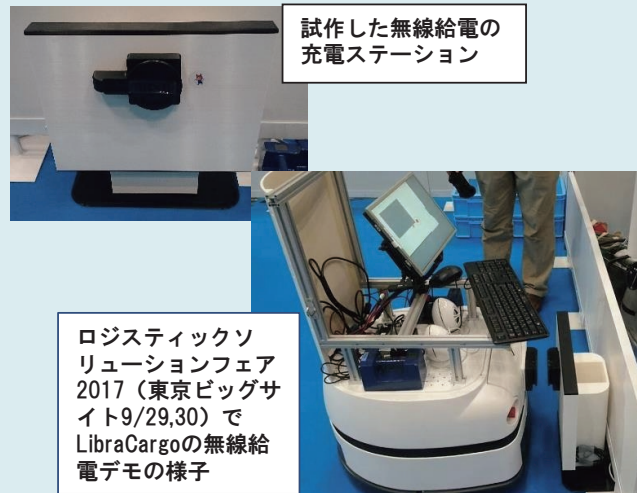 試作した無線給電の
充電ステーション
ロジスティックソ
リューションフェア
2017（東京ビッグサ
イト9/29,30）で
LibraCargoの無線給
電デモの様子